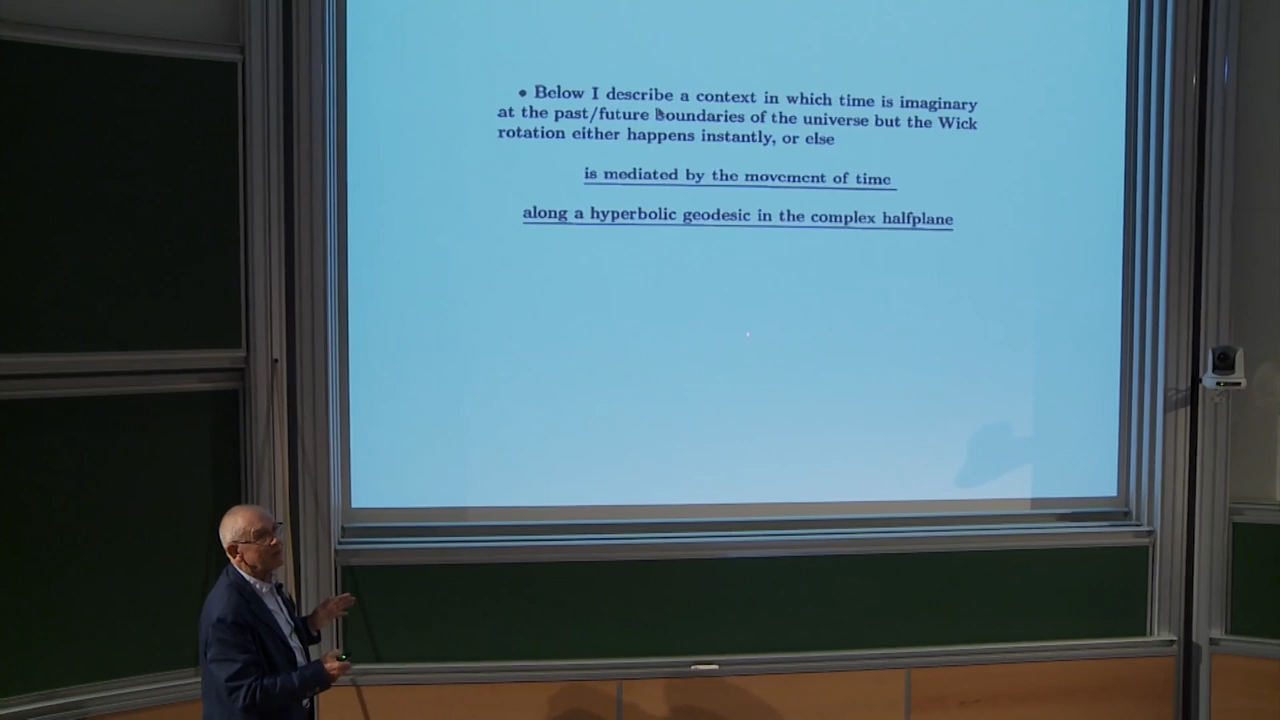 • Below I describe a context in which time is imaginary
at the past/future boundaries of the universe but the Wick
rotation either happens instantly, or else
is mediated by the movement of time
along a hyperbolic geodesic in the complex halfplane